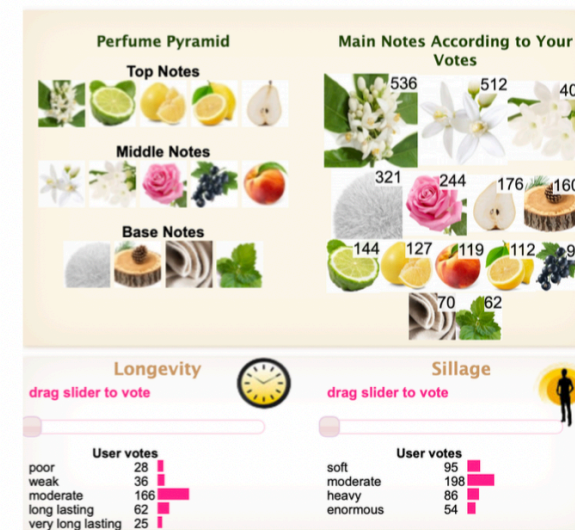 Perfume Pyramid
Top Notes
Middle Notes
Base Notes
Main Notes According to Your
Votes
536 512 40
321 244 176 160
144 127 119 112 9
70 62
Longevity
drag slider to vote
User votes
poor 28
weak 36
moderate 166
long lasting 62
very long lasting 25
Sillage
drag slider to vote
User votes
soft 95
moderate 198
heavy 86
enormous 54